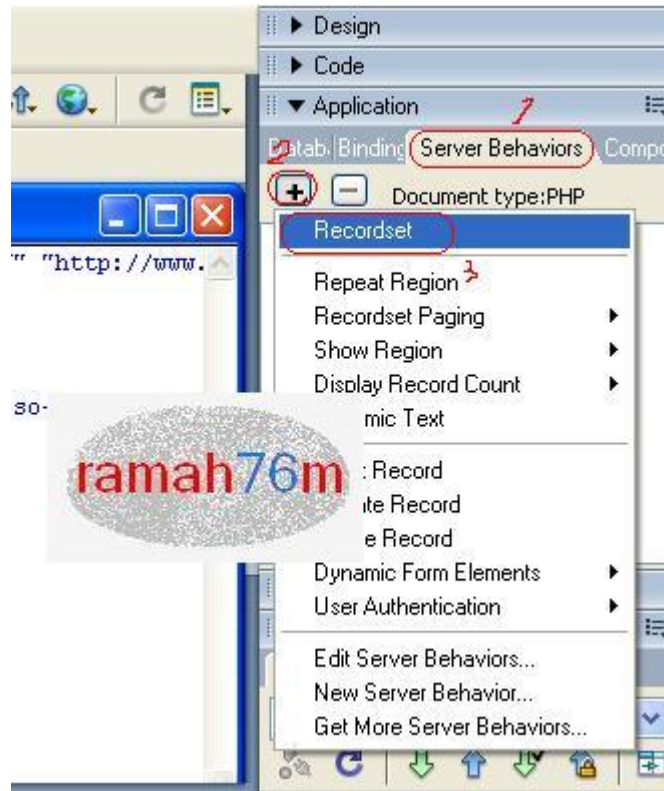 Design
Code
Application
1
Datab Binding Server Behaviors Compo
2
Document type:PHP
Recordset
" "http://www.
3
Repeat Region
Recordset Paging
Show Region
Display Record Count
so-
mic Text
ramah76m
Record
te Record
e Record
Dynamic Form Elements
User Authentication
Edit Server Behaviors...
New Server Behavior...
Get More Server Behaviors...